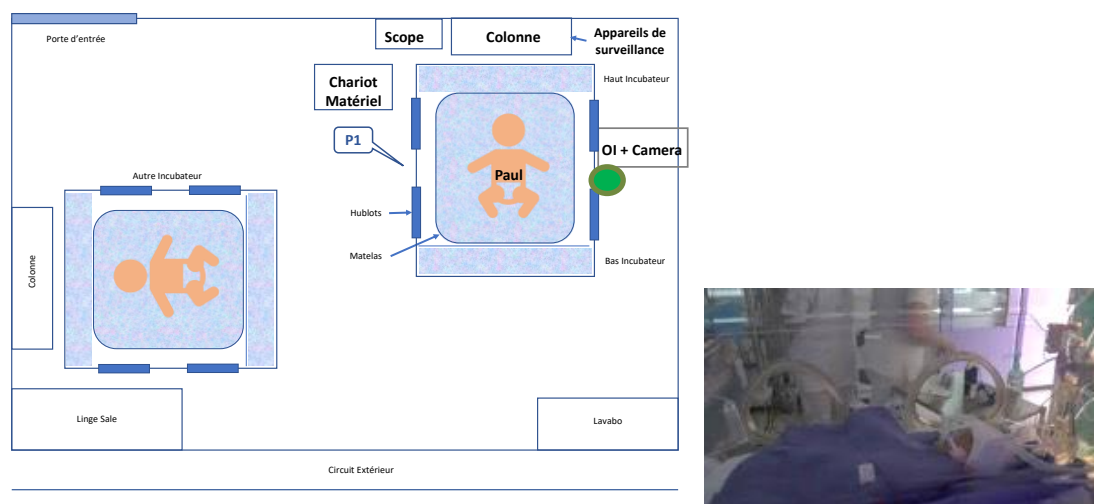 Porte d'entrée
Scope
Colonne
Appareils de
surveillance
Haut Incubateur
Chariot
Matériel
P1
OI + Camera
Paul
Autre Incubateur
Hublots
Matelas
Bas Incubateur
Colonne
Linge Sale
Lavabo
Circuit Extérieur